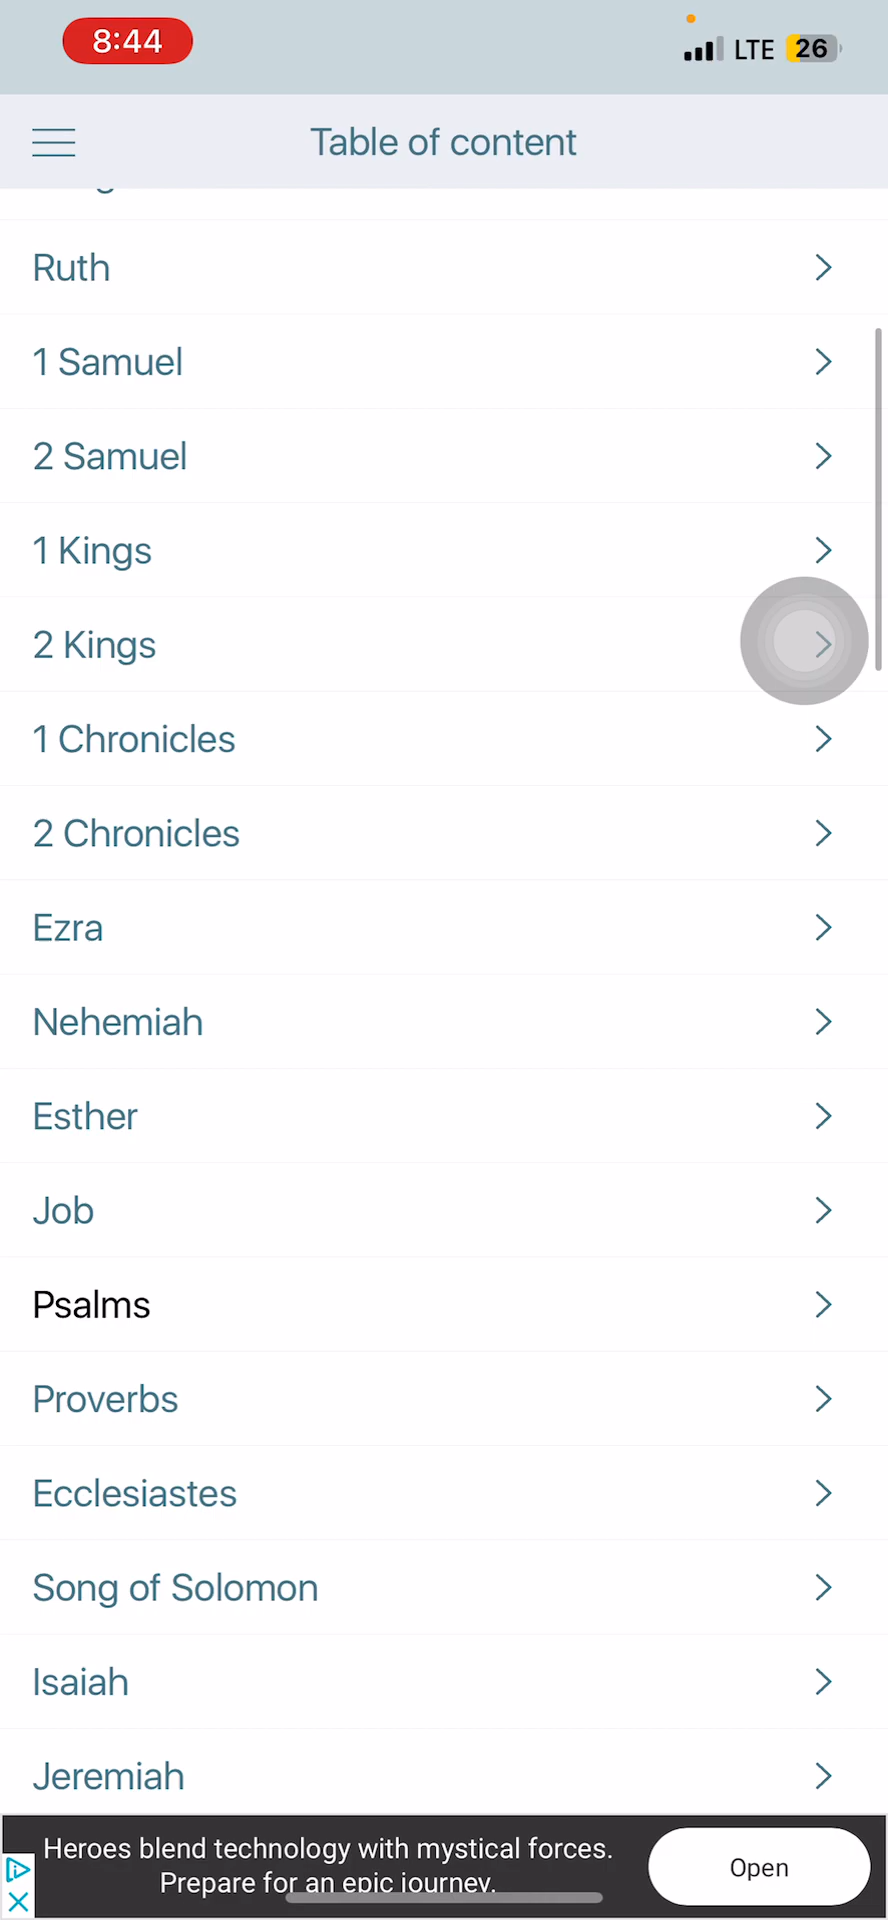 8:44
LTE 26
Table of content
Ruth
1 Samuel
2 Samuel
1 Kings
2 Kings
1 Chronicles
2 Chronicles
Ezra
Nehemiah
Esther
Job
Psalms
Proverbs
Ecclesiastes
Song of Solomon
Isaiah
Jeremiah
Heroes blend technology with mystical forces.
Prepare for an epic journey.
Open